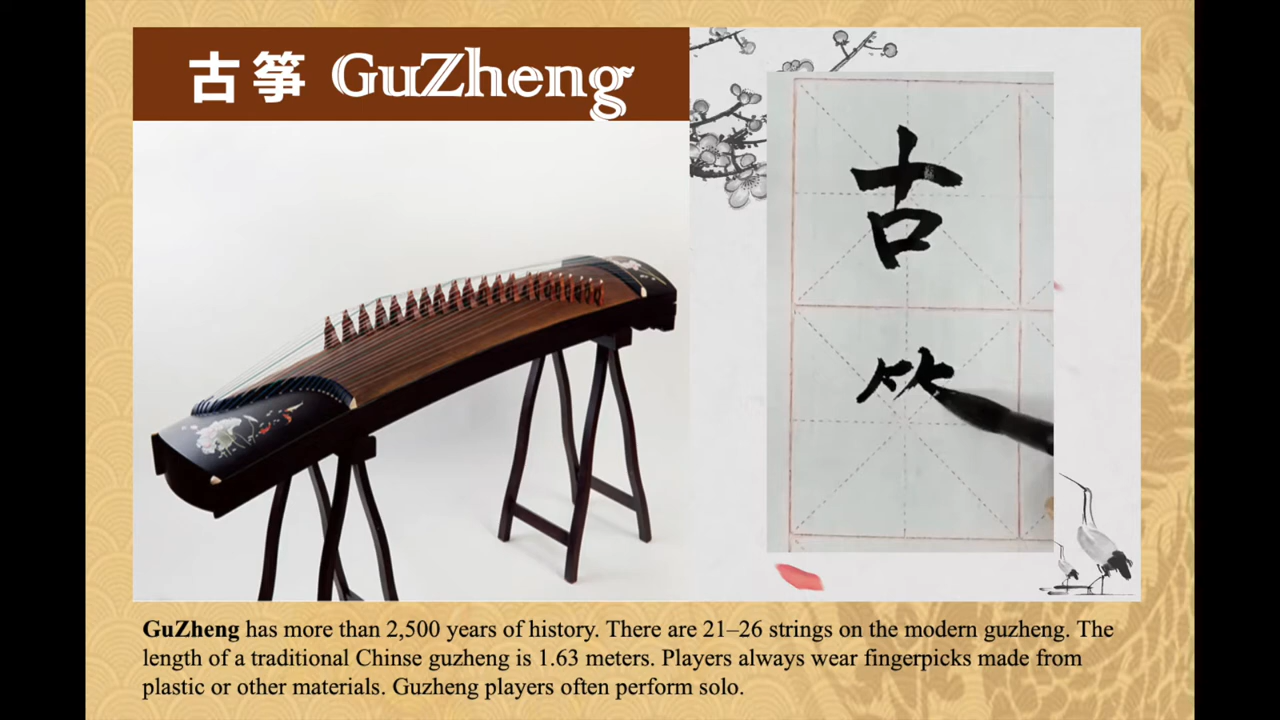 古筝 GuZheng
古
⺮
GuZheng has more than 2,500 years of history. There are 21–26 strings on the modern guzheng. The
length of a traditional Chinse guzheng is 1.63 meters. Players always wear fingerpicks made from
plastic or other materials. Guzheng players often perform solo.